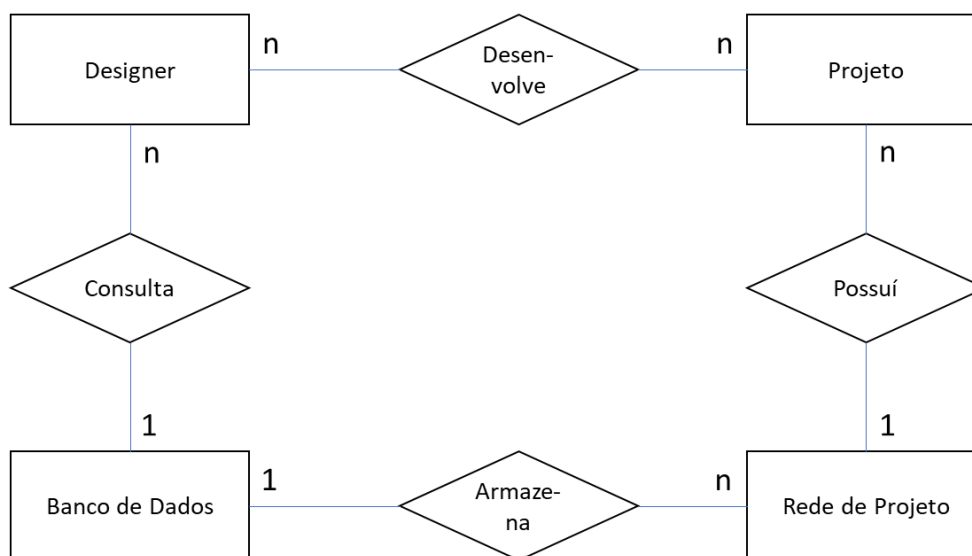 Designer
n
Desen-
volve
n
Projeto
n
n
Consulta
Possuí
1
1
Banco de Dados
1
Armaze-
na
n
Rede de Projeto